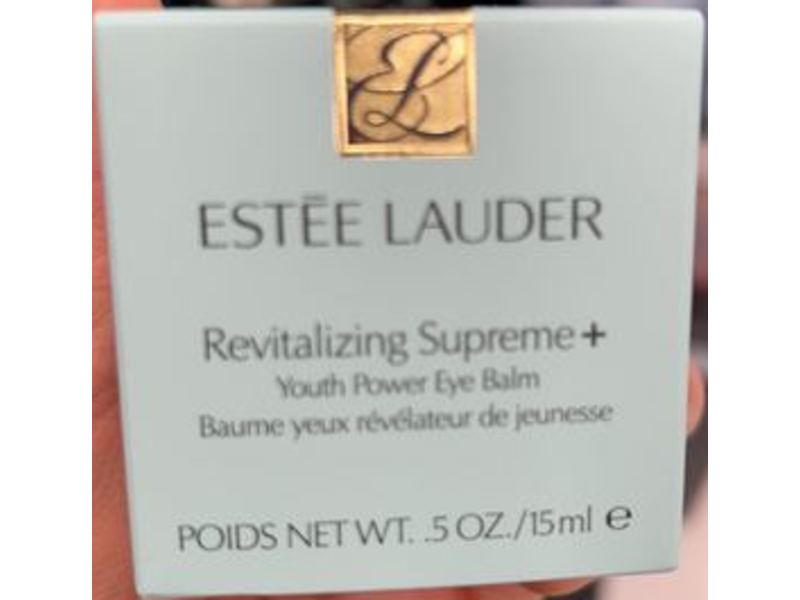 EL
ESTĒE LAUDER
Revitalizing Supreme+
Youth Power Eye Balm
Baume yeux révélateur de jeunesse
POIDS NET WT. .5 OZ./15ml ℮